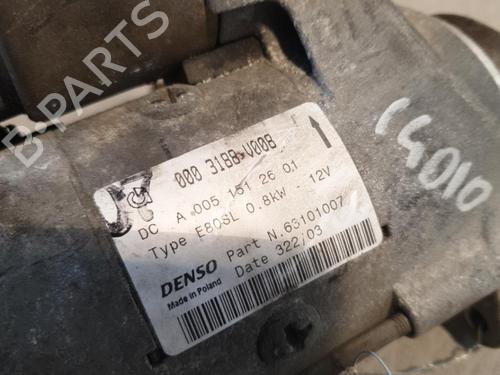 B-PARTS
000 3188 V008
DC A 005 151 26 01
Type E80SL 0.8kW - 12V
DENSO Part N.63101007
Made in Poland Date 322/03
C4010